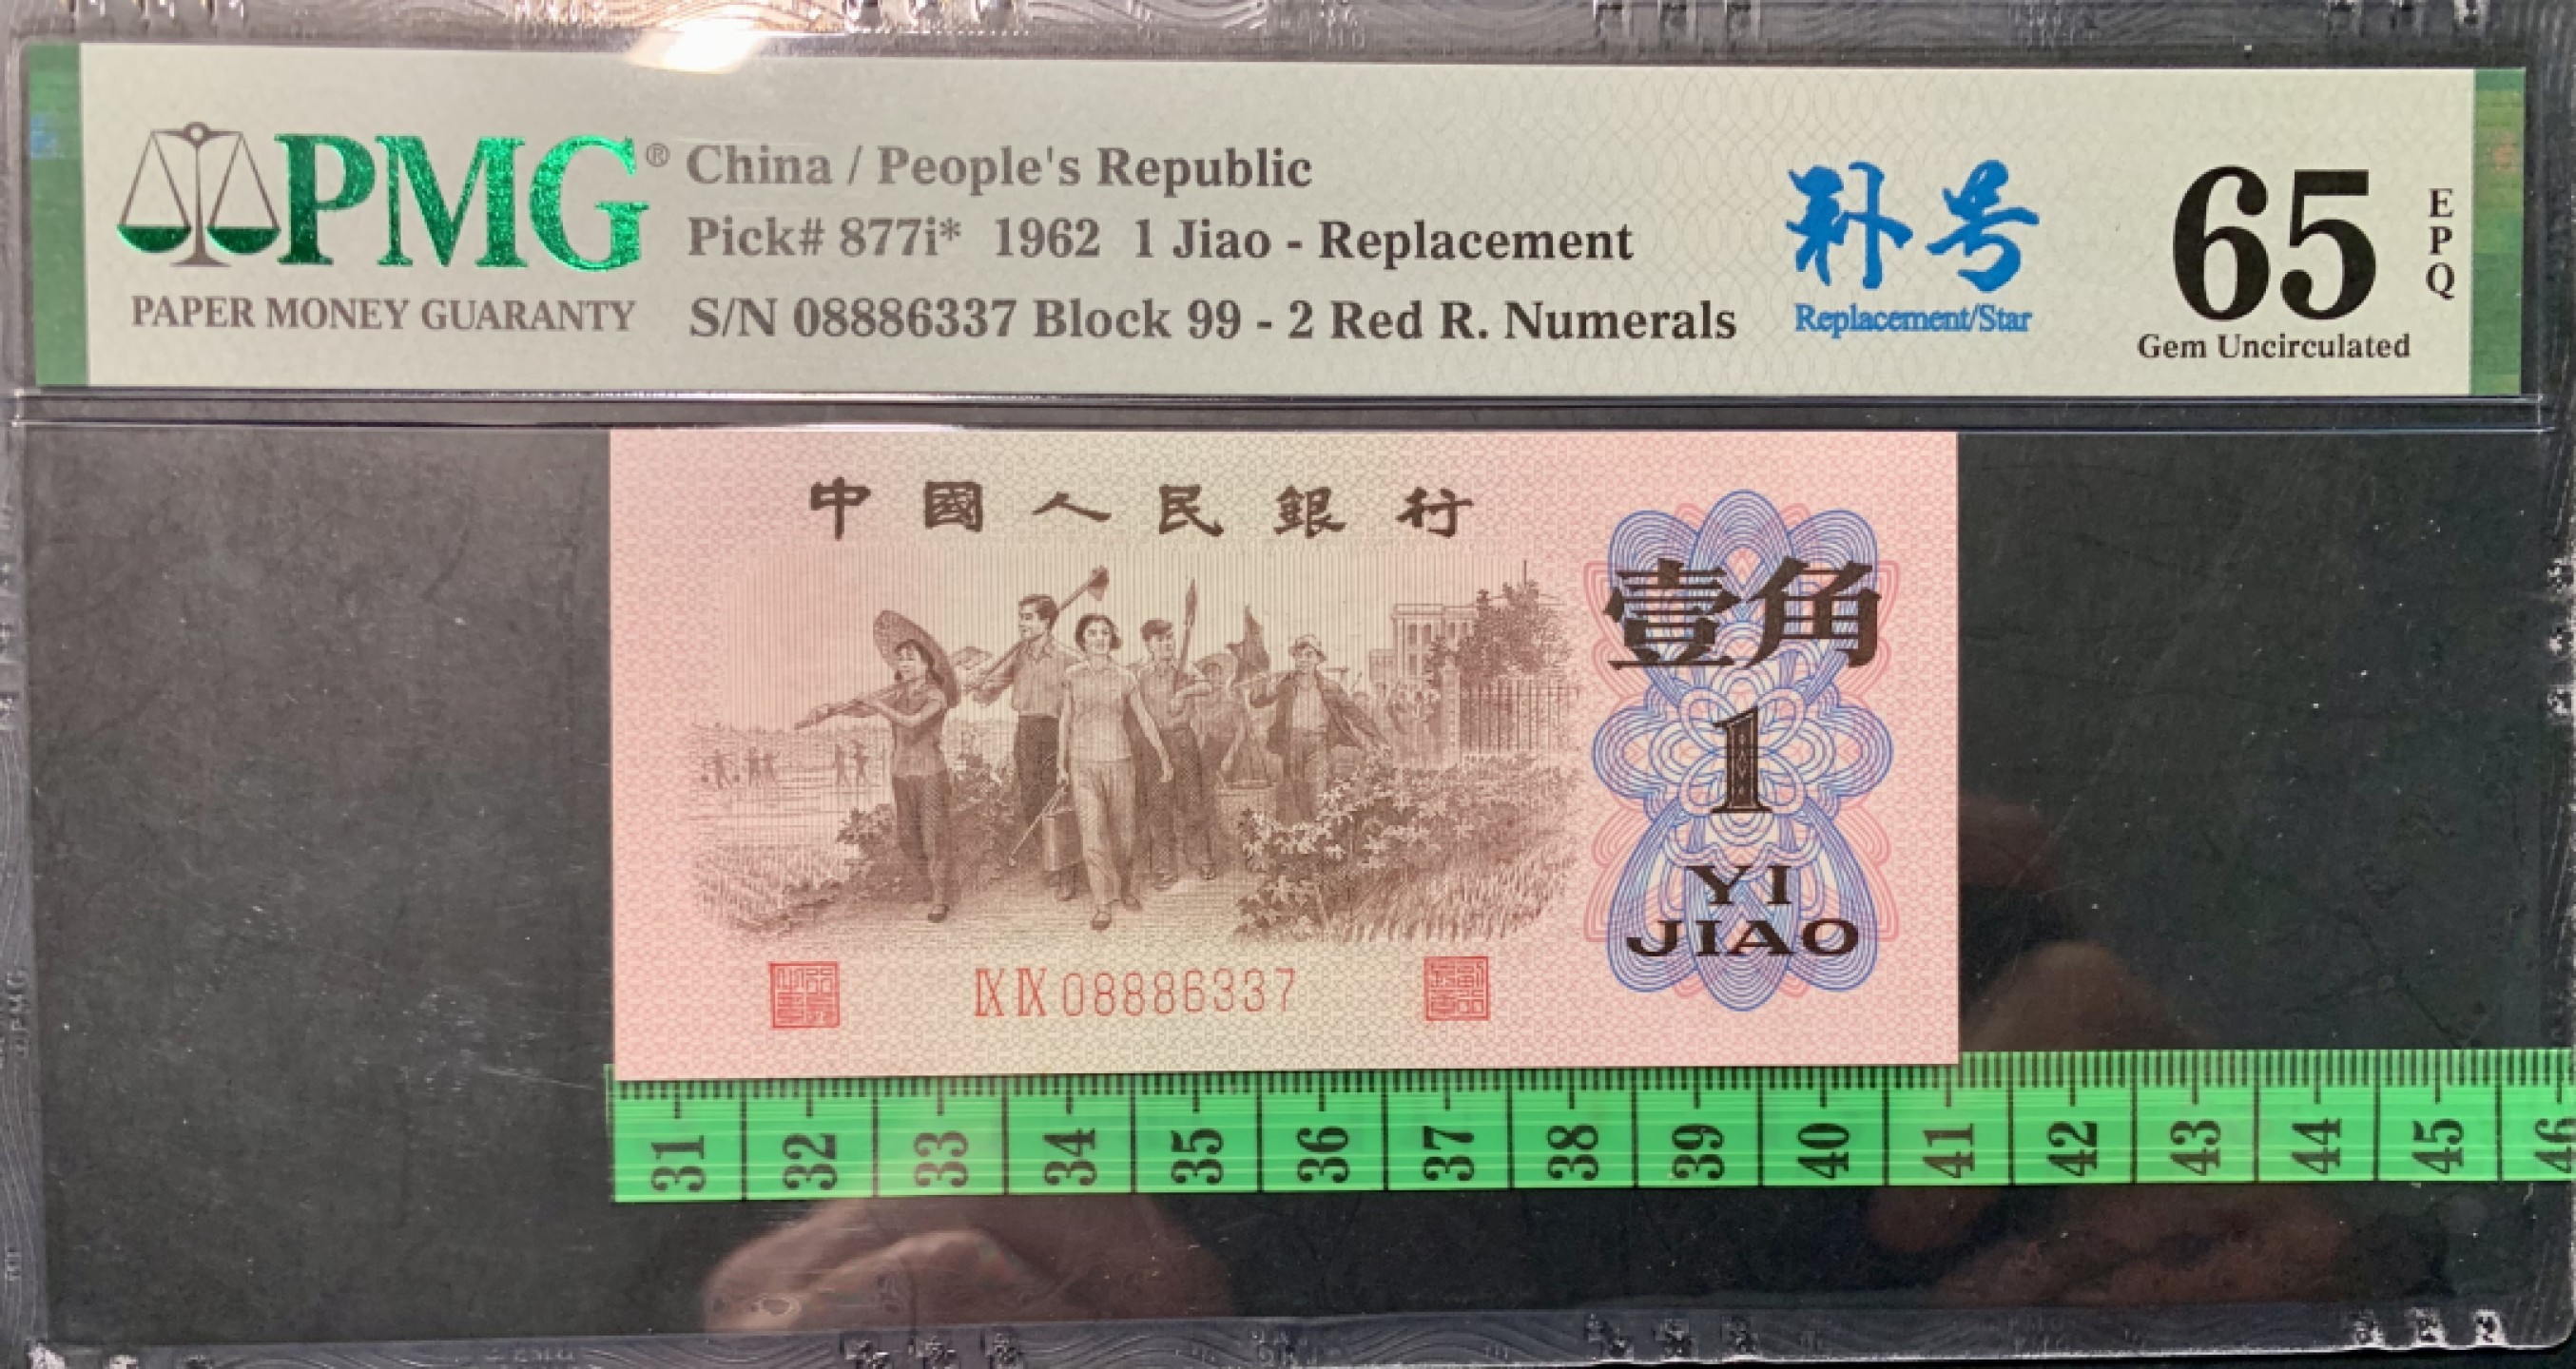 PMG®
PAPER MONEY GUARANTY
China / People's Republic
Pick# 877i* 1962 1 Jiao - Replacement
S/N 08886337 Block 99 - 2 Red R. Numerals
补号
Replacement/Star
65
EPQ
Gem Uncirculated
中國人民銀行
壹角
1
YI
JIAO
IX IX 08886337
31 32 33 34 35 36 37 38 39 40 41 42 43 44 45 46